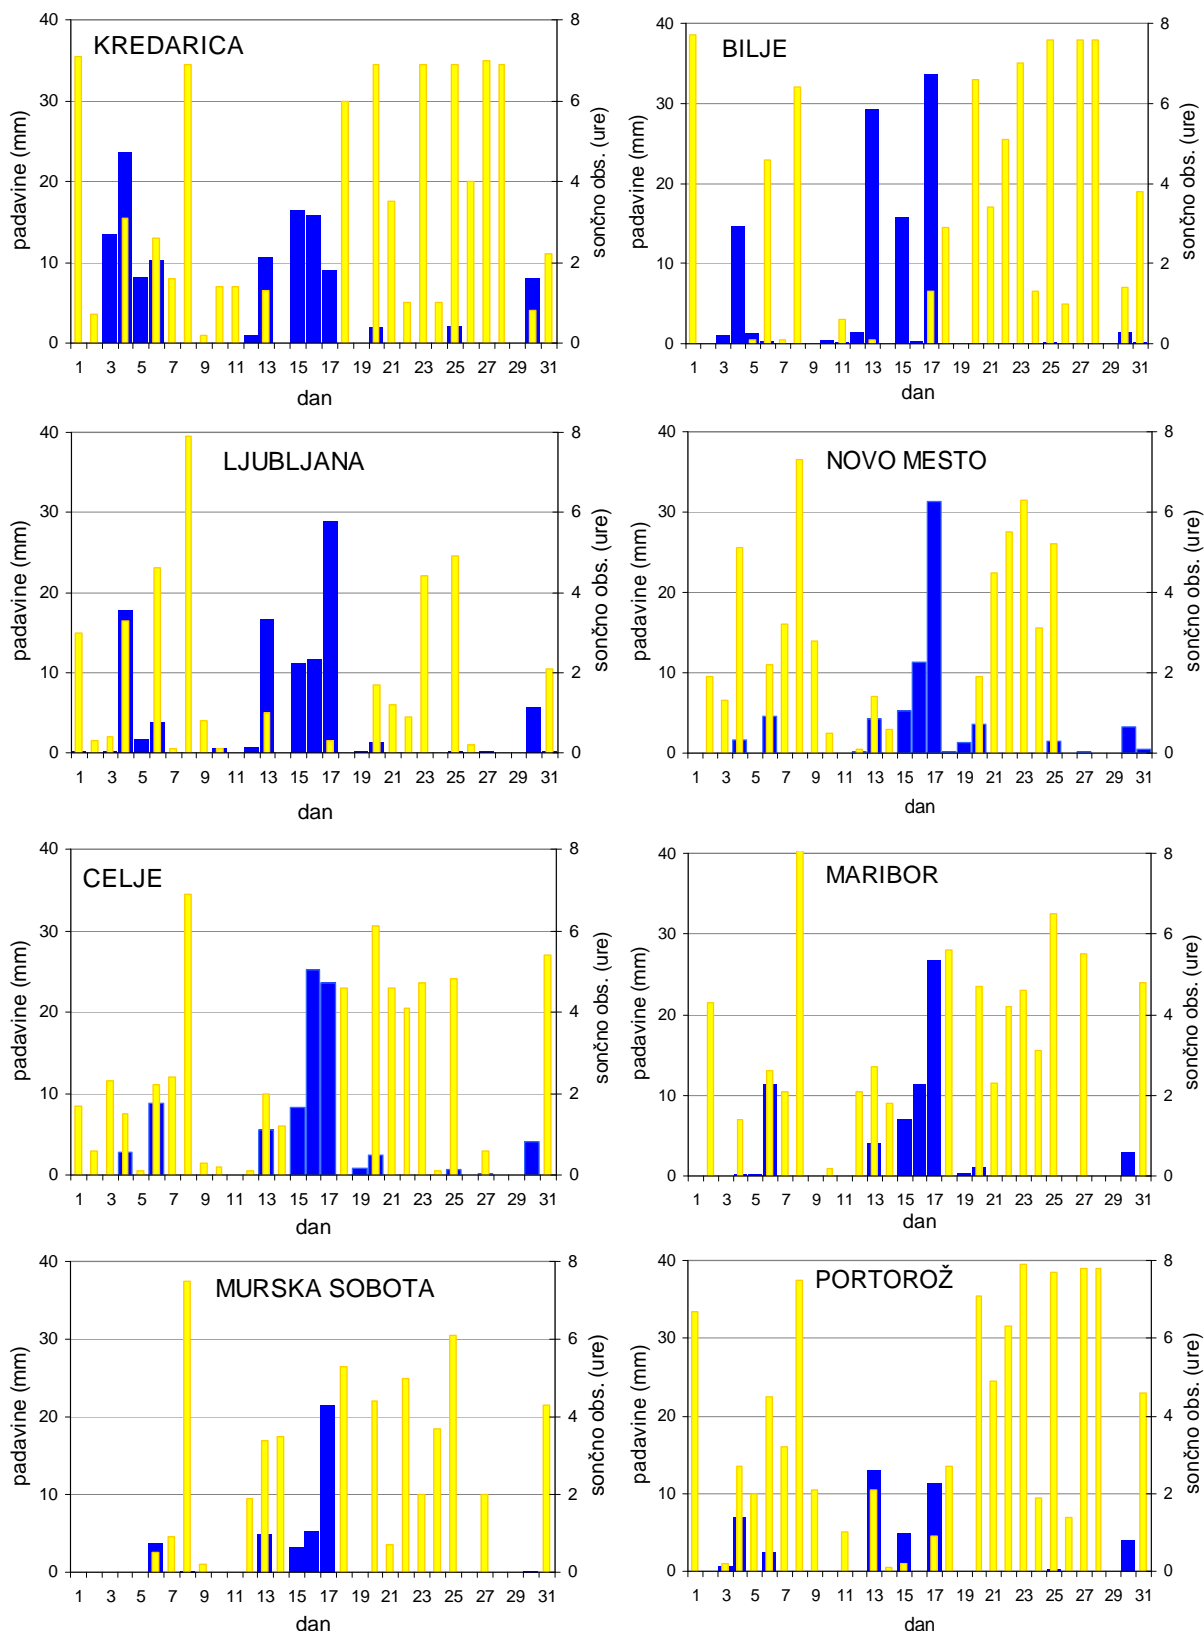 KREDARICA
padavine (mm)
sončno obs. (ure)
40
30
20
10
0
8
6
4
2
0
1 3 5 7 9 11 13 15 17 19 21 23 25 27 29 31
dan
BILJE
padavine (mm)
sončno obs. (ure)
40
30
20
10
0
8
6
4
2
0
1 3 5 7 9 11 13 15 17 19 21 23 25 27 29 31
dan
LJUBLJANA
padavine (mm)
sončno obs. (ure)
40
30
20
10
0
8
6
4
2
0
1 3 5 7 9 11 13 15 17 19 21 23 25 27 29 31
dan
NOVO MESTO
padavine (mm)
sončno obs. (ure)
40
30
20
10
0
8
6
4
2
0
1 3 5 7 9 11 13 15 17 19 21 23 25 27 29 31
dan
CELJE
padavine (mm)
sončno obs. (ure)
40
30
20
10
0
8
6
4
2
0
1 3 5 7 9 11 13 15 17 19 21 23 25 27 29 31
dan
MARIBOR
padavine (mm)
sončno obs. (ure)
40
30
20
10
0
8
6
4
2
0
1 3 5 7 9 11 13 15 17 19 21 23 25 27 29 31
dan
MURSKA SOBOTA
padavine (mm)
sončno obs. (ure)
40
30
20
10
0
8
6
4
2
0
1 3 5 7 9 11 13 15 17 19 21 23 25 27 29 31
dan
PORTOROŽ
padavine (mm)
sončno obs. (ure)
40
30
20
10
0
8
6
4
2
0
1 3 5 7 9 11 13 15 17 19 21 23 25 27 29 31
dan